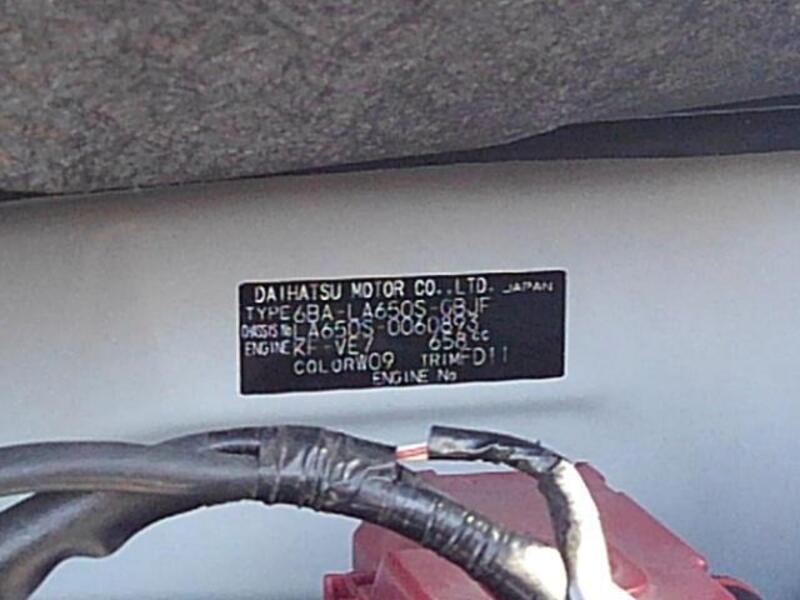 DAIHATSU MOTOR CO.,LTD. JAPAN
TYPE 6BA-LA650S-GBJF
CHASSIS No LA650S-0060893
ENGINE KF-VE7 658cc
COLOR W09 TRIM FD11
ENGINE No